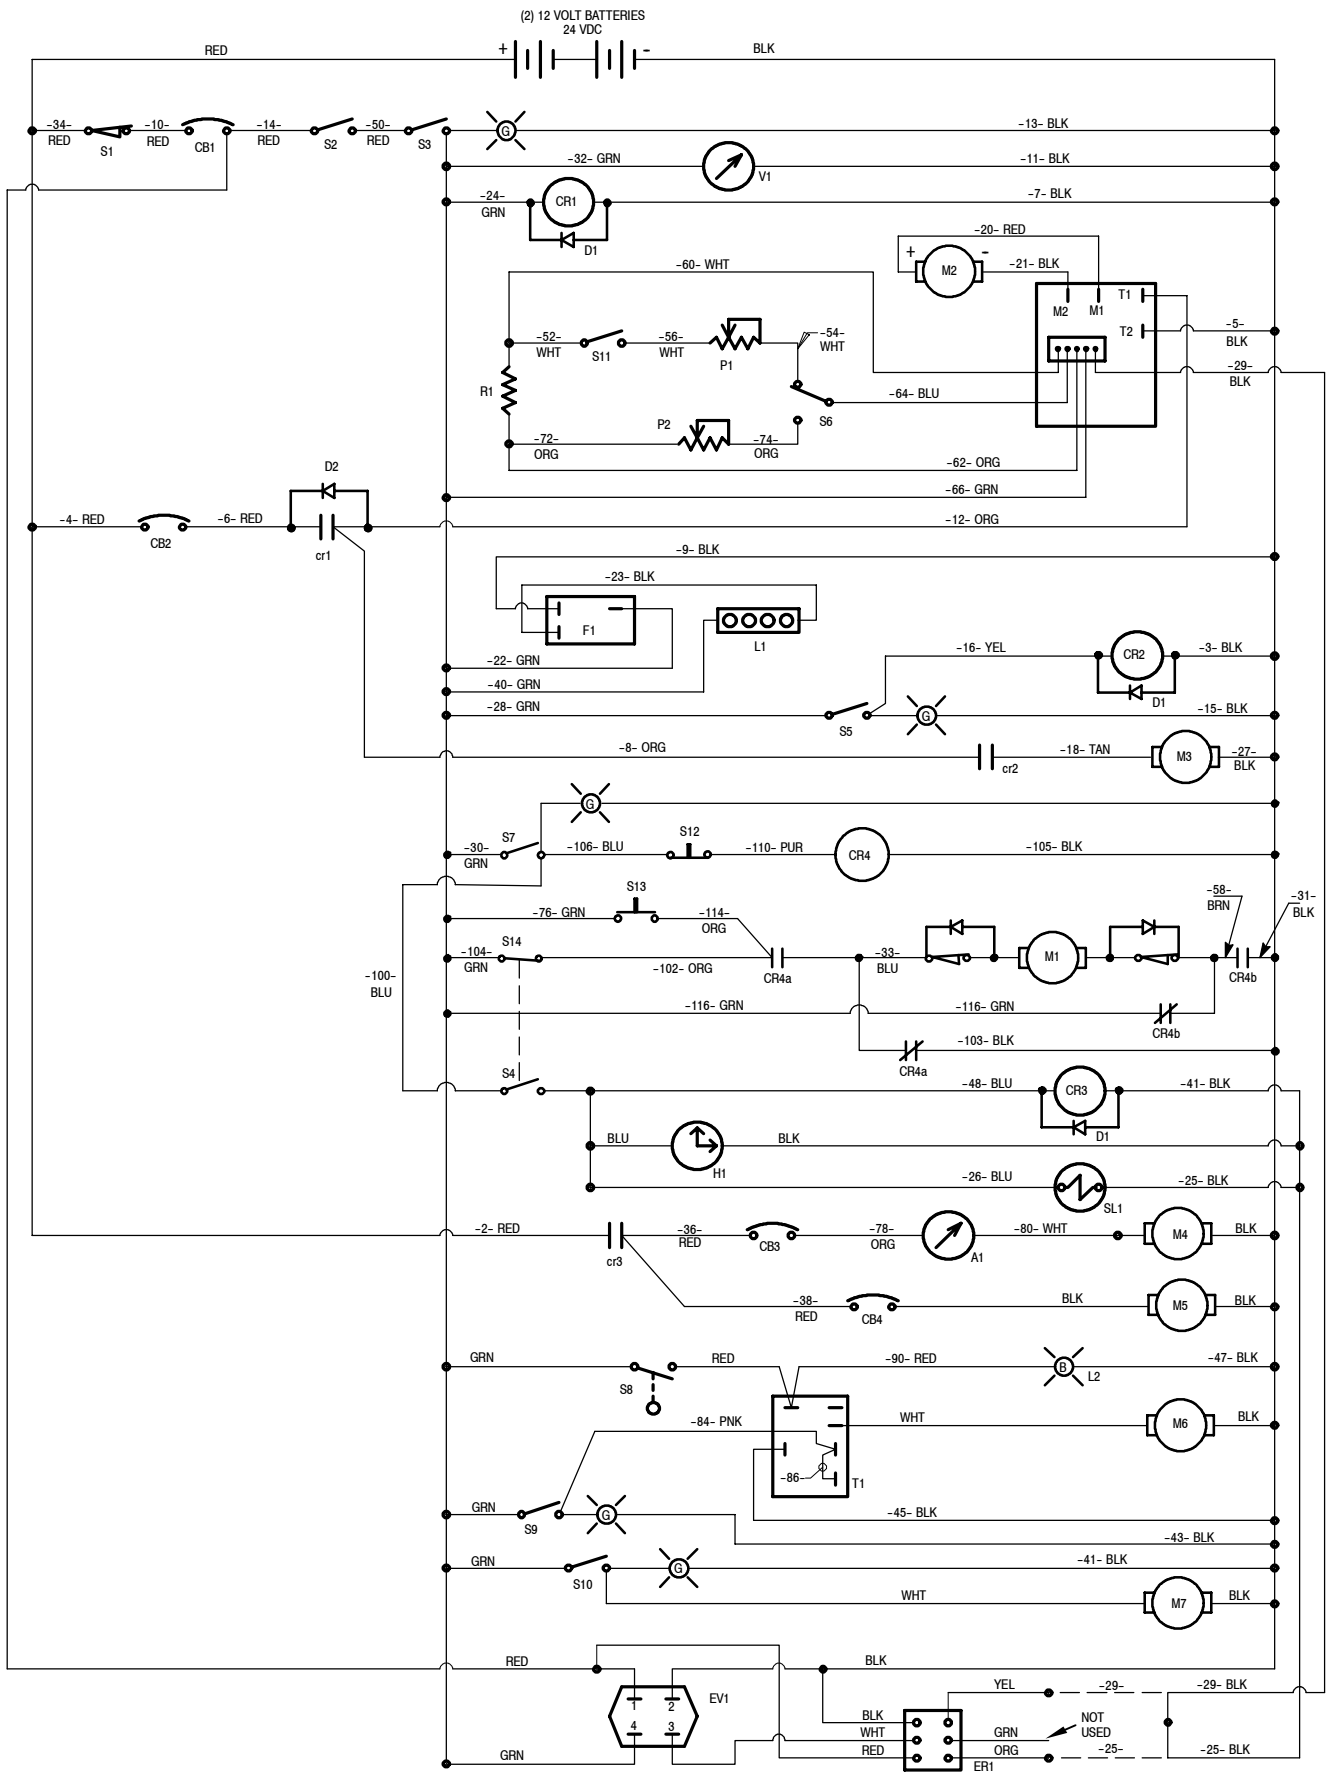 (2) 12 VOLT BATTERIES
24 VDC
RED + - BLK
-34- RED S1 -10- RED CB1 -14- RED S2 -50- RED S3 G -13- BLK
-32- GRN V1 -11- BLK
-24- GRN CR1 D1 -7- BLK
-20- RED
+ M2 - -21- BLK
-60- WHT
M2 M1 T1
T2 -5- BLK
-52- WHT S11 -56- WHT P1 -54- WHT
-29- BLK
R1 -64- BLU S6
P2
-72- ORG -74- ORG
-62- ORG
D2
-66- GRN
-4- RED CB2 -6- RED cr1 -12- ORG
-9- BLK
-23- BLK
F1 L1
-22- GRN
-16- YEL CR2 -3- BLK
D1
-40- GRN
-28- GRN S5 G -15- BLK
-8- ORG cr2 -18- TAN M3 -27- BLK
G
-30- GRN S7 -106- BLU S12 -110- PUR CR4 -105- BLK
S13
-76- GRN -114- ORG
-58- BRN -31- BLK
-104- GRN S14 -102- ORG CR4a -33- BLU M1 CR4b
-100- BLU
-116- GRN -116- GRN CR4b
CR4a -103- BLK
S4 -48- BLU CR3 -41- BLK
D1
BLU H1 BLK
-26- BLU SL1 -25- BLK
-2- RED cr3 -36- RED CB3 -78- ORG A1 -80- WHT M4 BLK
-38- RED CB4 BLK M5 BLK
GRN S8 RED -90- RED B L2 -47- BLK
-84- PNK WHT M6 BLK
-86- T1
GRN S9 G -45- BLK
-43- BLK
GRN S10 G -41- BLK
WHT M7 BLK
RED BLK
EV1
1 2
4 3
YEL -29- -29- BLK
BLK
WHT GRN NOT USED
RED ORG -25- -25- BLK
GRN ER1